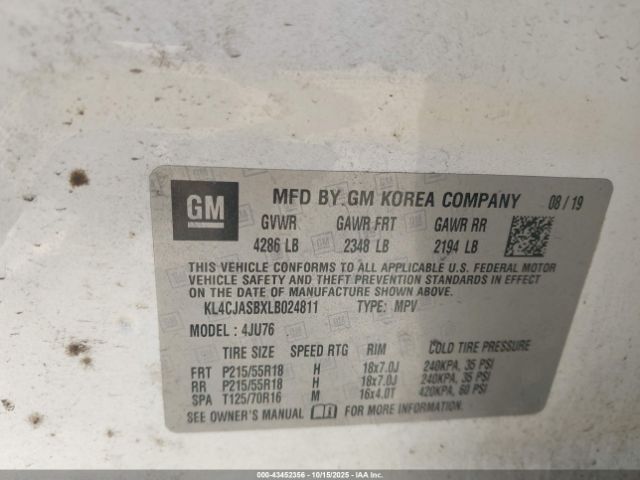 GM MFD BY GM KOREA COMPANY 08/19
GVWR GAWR FRT GAWR RR
4286 LB 2348 LB 2194 LB
THIS VEHICLE CONFORMS TO ALL APPLICABLE U.S. FEDERAL MOTOR
VEHICLE SAFETY AND THEFT PREVENTION STANDARDS IN EFFECT
ON THE DATE OF MANUFACTURE SHOWN ABOVE.
KL4CJASBXLB024811 TYPE: MPV
MODEL: 4JU76
TIRE SIZE SPEED RTG RIM COLD TIRE PRESSURE
FRT P215/55R18 H 18x7.0J 240KPA, 35 PSI
RR P215/55R18 H 18x7.0J 240KPA, 35 PSI
SPA T125/70R16 M 16x4.0T 420KPA, 60 PSI
SEE OWNER'S MANUAL FOR MORE INFORMATION.
000-43452356 - 10/15/2025 - IAA Inc.